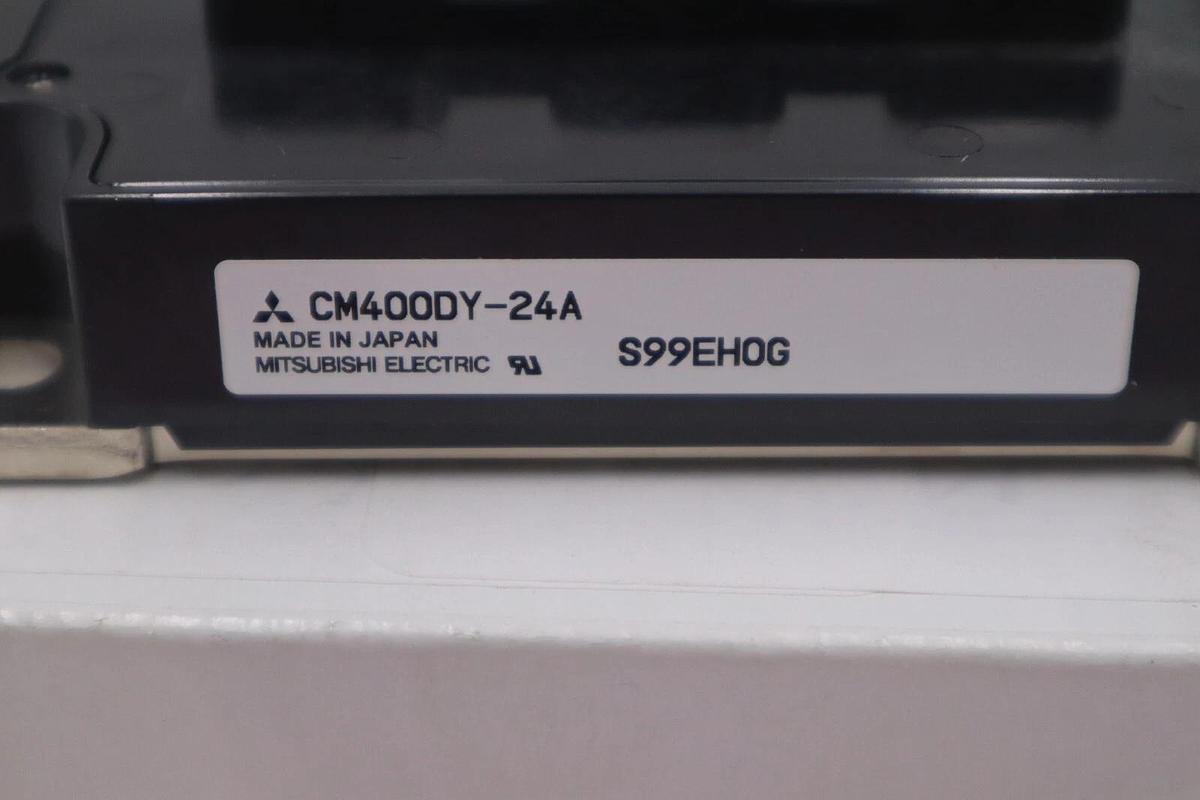 CM400DY-24A
MADE IN JAPAN
MITSUBISHI ELECTRIC
S99EH0G